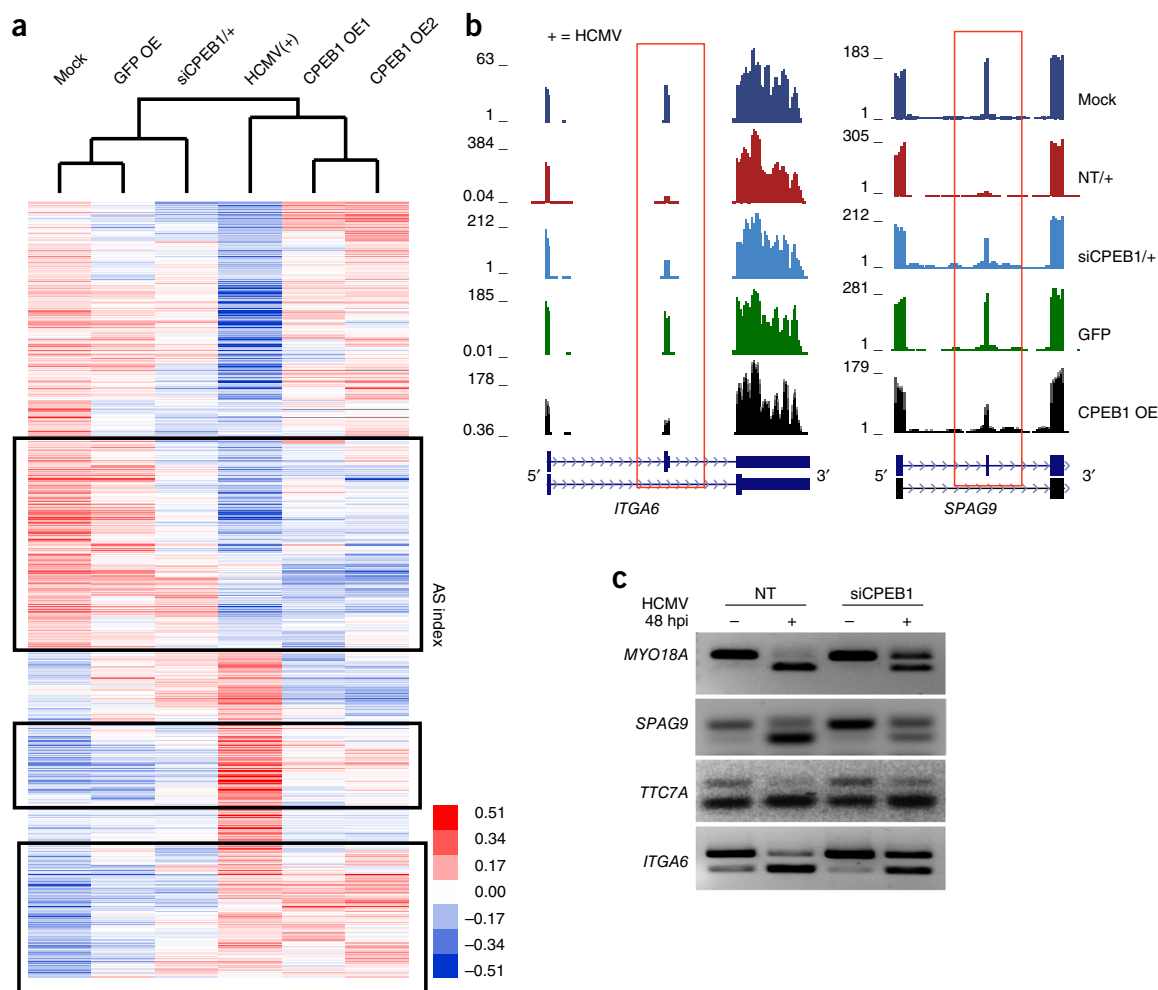 a
Mock
GFP OE
siCPEB1/+
HCMV(+)
CPEB1 OE1
CPEB1 OE2
AS index
0.51
0.34
0.17
0.00
–0.17
–0.34
–0.51
b
+ = HCMV
63
1
384
0.04
212
1
185
0.01
178
0.36
5′
3′
ITGA6
183
1
Mock
305
1
NT/+
212
1
siCPEB1/+
281
1
GFP
179
1
CPEB1 OE
5′
3′
SPAG9
c
NT
siCPEB1
HCMV
48 hpi
– + – +
MYO18A
SPAG9
TTC7A
ITGA6